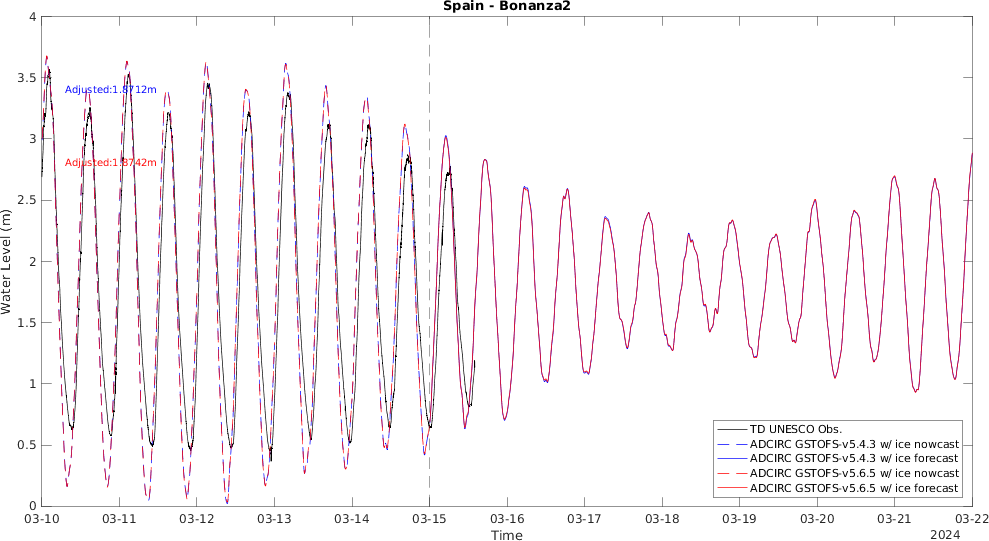 Spain - Bonanza2
Water Level (m)
4
3.5
3
2.5
2
1.5
1
0.5
0
Adjusted:1.8712m
Adjusted:1.8742m
TD UNESCO Obs.
ADCIRC GSTOFS-v5.4.3 w/ ice nowcast
ADCIRC GSTOFS-v5.4.3 w/ ice forecast
ADCIRC GSTOFS-v5.6.5 w/ ice nowcast
ADCIRC GSTOFS-v5.6.5 w/ ice forecast
03-10 03-11 03-12 03-13 03-14 03-15 03-16 03-17 03-18 03-19 03-20 03-21 03-22
Time
2024